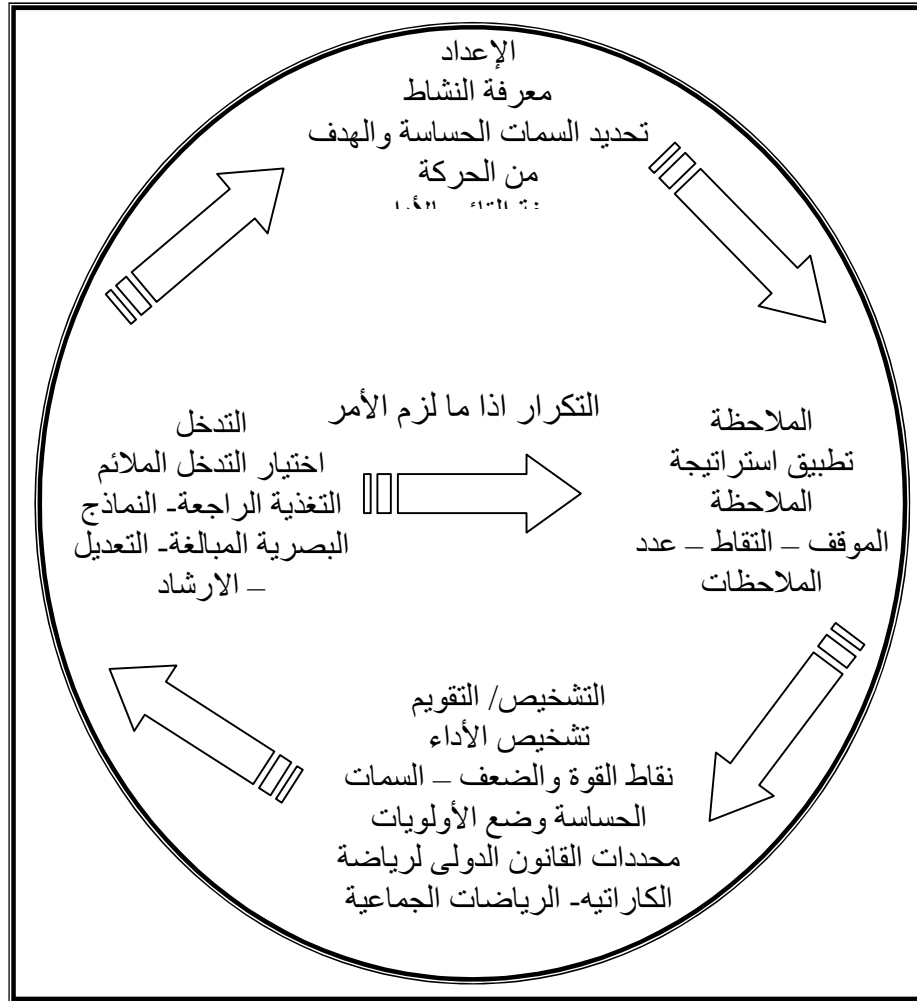 الإعداد
معرفة النشاط
تحديد السمات الحساسة والهدف
من الحركة
التكرار اذا ما لزم الأمر
الملاحظة
تطبيق استراتيجة
الملاحظة
الموقف – التقاط – عدد
الملاحظات
التدخل
اختيار التدخل الملائم
التغذية الراجعة- النماذج
البصرية المبالغة- التعديل
– الارشاد
التشخيص/ التقويم
تشخيص الأداء
نقاط القوة والضعف – السمات
الحساسة وضع الأولويات
محددات القانون الدولى لرياضة
الكاراتيه- الرياضات الجماعية